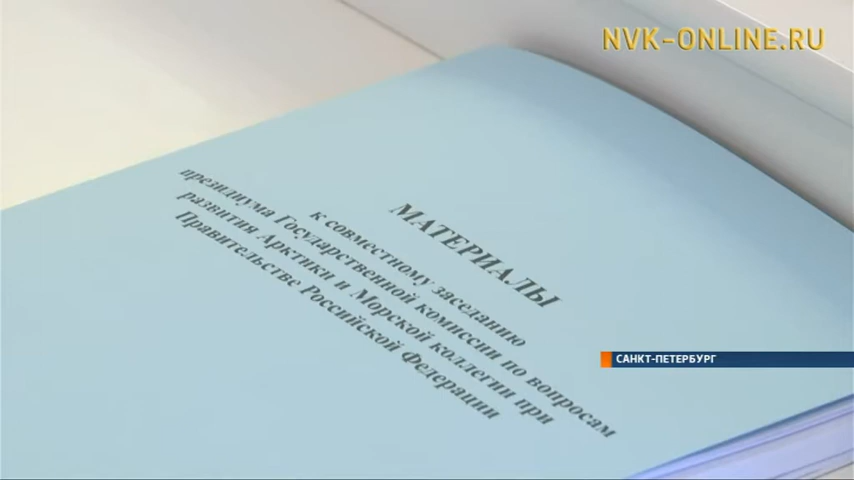 NVK-ONLINE.RU
МАТЕРИАЛЫ
к совместному заседанию
президиума Государственной комиссии по вопросам
развития Арктики и Морской коллегии при
Правительстве Российской Федерации
САНКТ-ПЕТЕРБУРГ